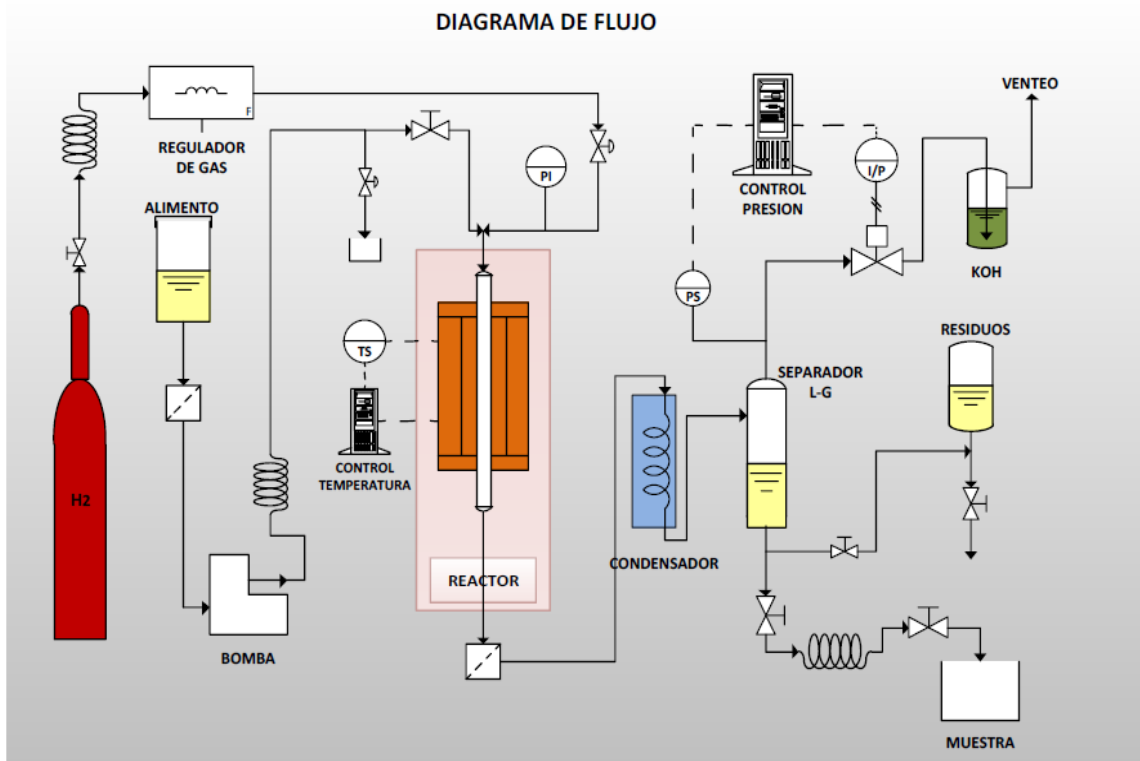 DIAGRAMA DE FLUJO
F
REGULADOR
DE GAS
ALIMENTO
H2
BOMBA
PI
TS
CONTROL
TEMPERATURA
REACTOR
CONTROL
PRESION
I/P
PS
VENTEO
KOH
RESIDUOS
SEPARADOR
L-G
CONDENSADOR
MUESTRA